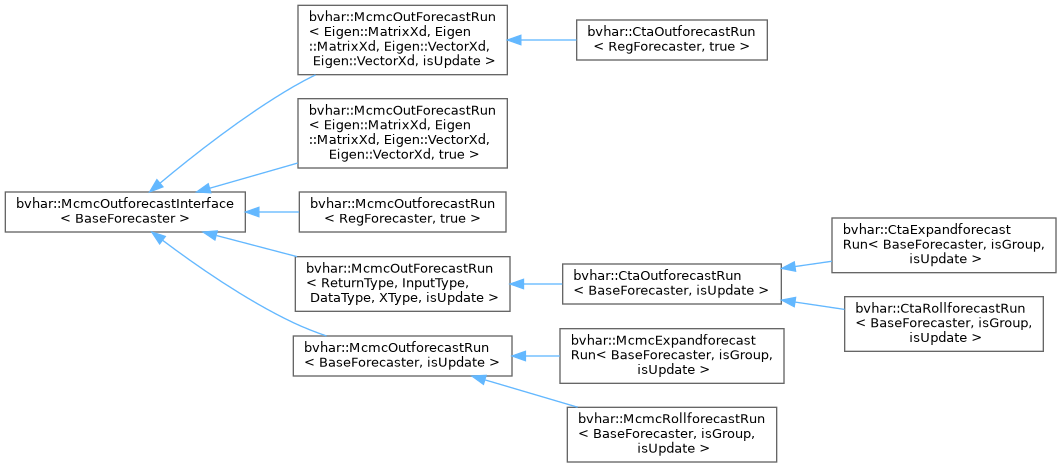 bvhar::McmcOutForecastRun
< Eigen::MatrixXd, Eigen
::MatrixXd, Eigen::VectorXd,
Eigen::VectorXd, isUpdate >
bvhar::CtaOutforecastRun
< RegForecaster, true >
bvhar::McmcOutForecastRun
< Eigen::MatrixXd, Eigen
::MatrixXd, Eigen::VectorXd,
Eigen::VectorXd, true >
bvhar::McmcOutforecastInterface
< BaseForecaster >
bvhar::McmcOutforecastRun
< RegForecaster, true >
bvhar::McmcOutForecastRun
< ReturnType, InputType,
DataType, XType, isUpdate >
bvhar::CtaOutforecastRun
< BaseForecaster, isUpdate >
bvhar::CtaExpandforecast
Run< BaseForecaster, isGroup,
isUpdate >
bvhar::CtaRollforecastRun
< BaseForecaster, isGroup,
isUpdate >
bvhar::McmcOutforecastRun
< BaseForecaster, isUpdate >
bvhar::McmcExpandforecast
Run< BaseForecaster, isGroup,
isUpdate >
bvhar::McmcRollforecastRun
< BaseForecaster, isGroup,
isUpdate >